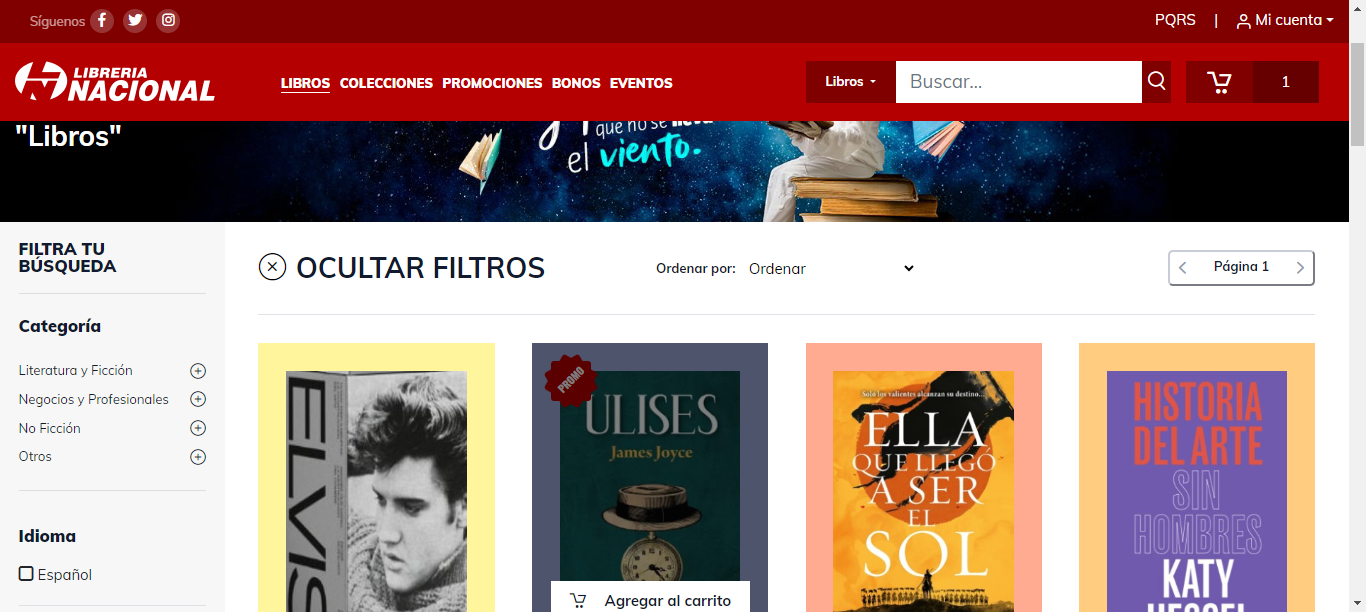 Síguenos
PQRS | Mi cuenta
LIBRERIA
NACIONAL
LIBROS COLECCIONES PROMOCIONES BONOS EVENTOS
Libros
Buscar...
1
"Libros"
que no se lleva
el viento.
FILTRA TU
BÚSQUEDA
OCULTAR FILTROS
Ordenar por: Ordenar
Página 1
Categoría
Literatura y Ficción
Negocios y Profesionales
No Ficción
Otros
Idioma
Español
ELVIS
PROMO
ULISES
James Joyce
Agregar al carrito
Solo los valientes alcanzan su destino...
ELLA
QUE LLEGÓ
A SER
EL
SOL
HISTORIA
DEL ARTE
SIN
HOMBRES
KATY
HESSEL